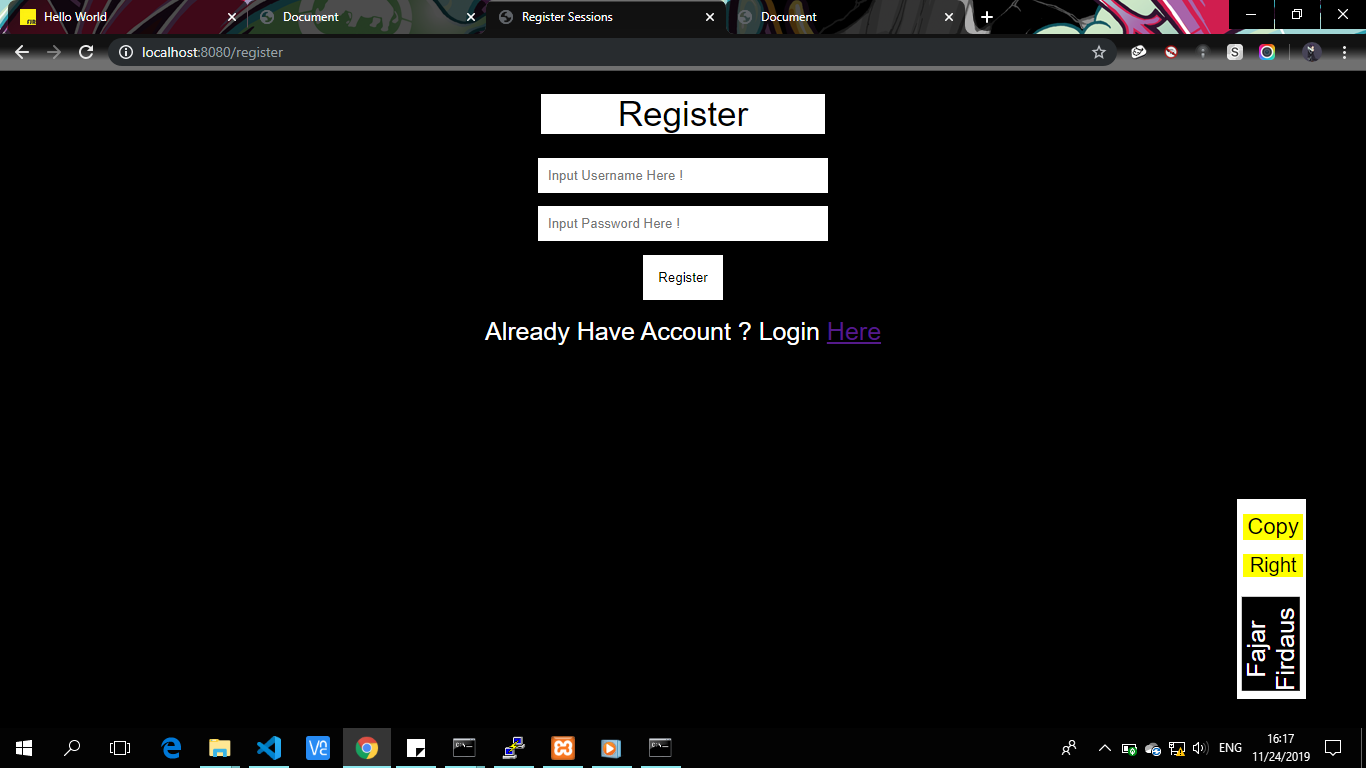 Hello World
Document
Register Sessions
Document
localhost:8080/register
S
Register
Input Username Here !
Input Password Here !
Register
Already Have Account ? Login Here
Copy
Right
Fajar
Firdaus
ENG
16:17
11/24/2019